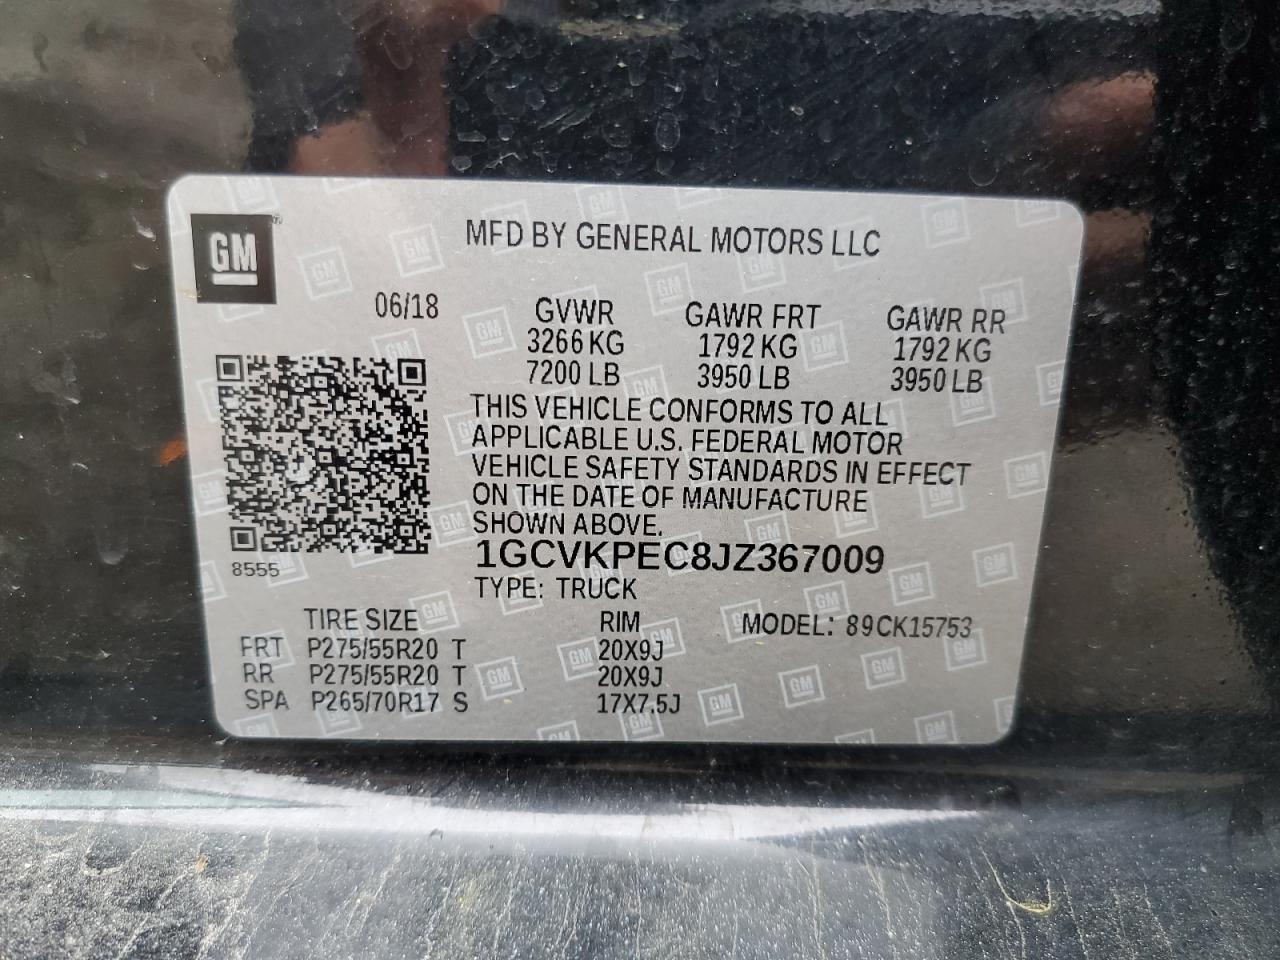 GM
MFD BY GENERAL MOTORS LLC
06/18
GVWR GAWR FRT GAWR RR
3266 KG 1792 KG 1792 KG
7200 LB 3950 LB 3950 LB
THIS VEHICLE CONFORMS TO ALL
APPLICABLE U.S. FEDERAL MOTOR
VEHICLE SAFETY STANDARDS IN EFFECT
ON THE DATE OF MANUFACTURE
SHOWN ABOVE.
8555
1GCVKPEC8JZ367009
TYPE: TRUCK
TIRE SIZE RIM MODEL: 89CK15753
FRT P275/55R20 T 20X9J
RR P275/55R20 T 20X9J
SPA P265/70R17 S 17X7.5J